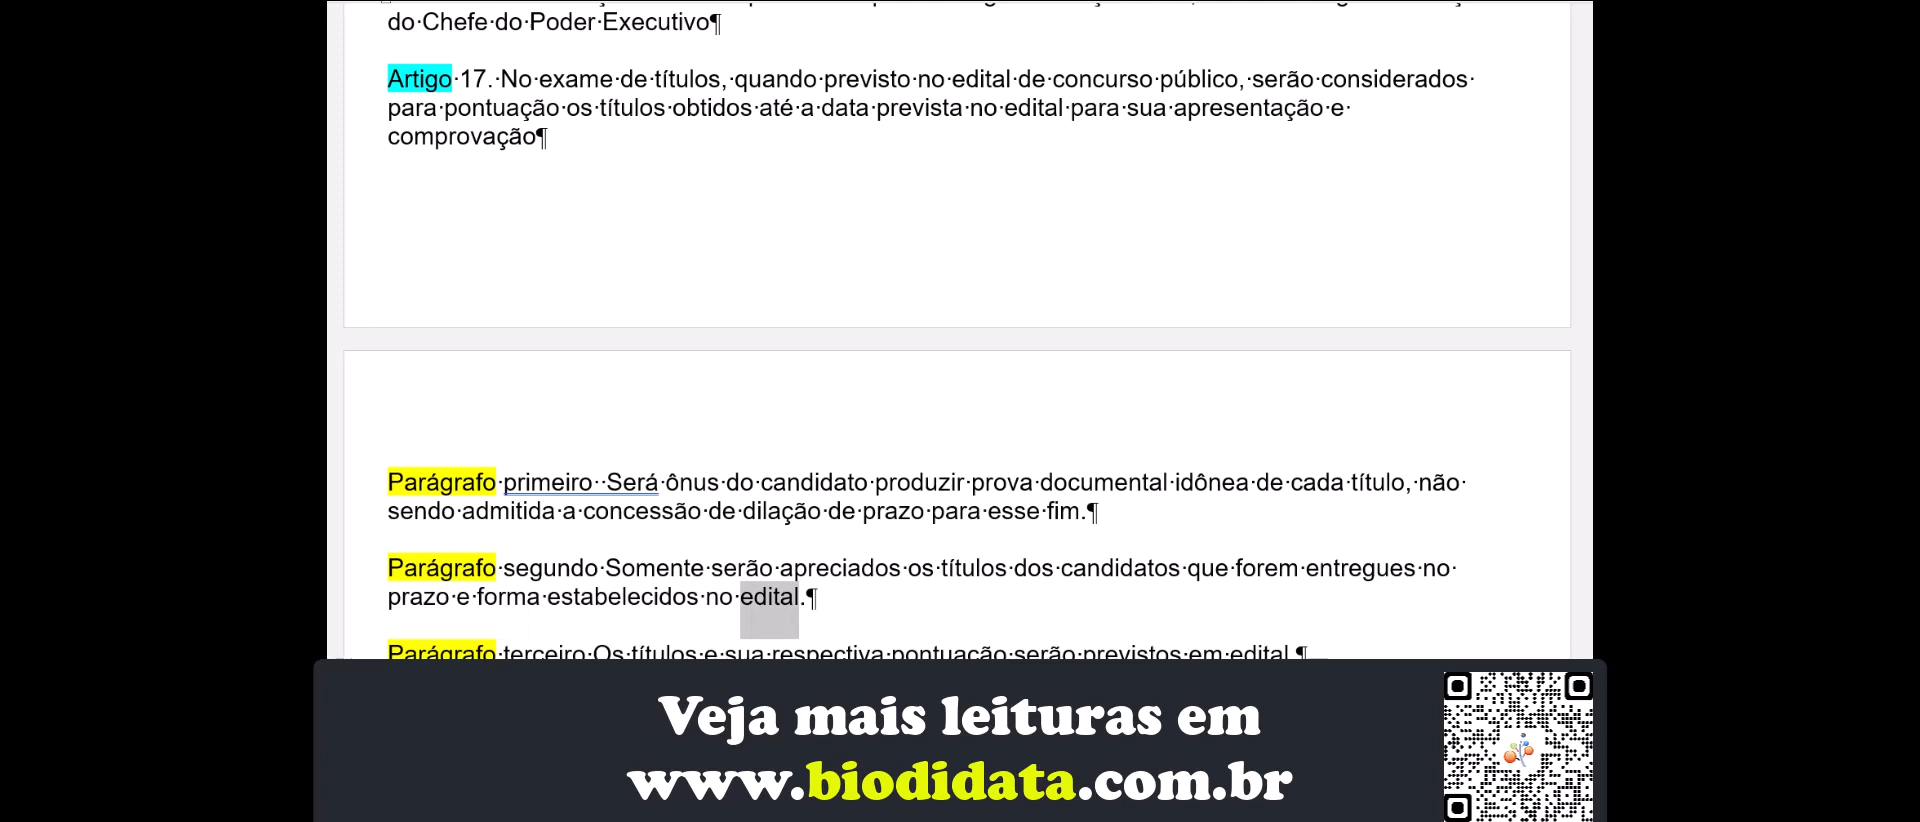 do Chefe do Poder Executivo¶
Artigo 17. No exame de títulos, quando previsto no edital de concurso público, serão considerados
para pontuação os títulos obtidos até a data prevista no edital para sua apresentação e
comprovação¶
Parágrafo primeiro  Será ônus do candidato produzir prova documental idônea de cada título, não
sendo admitida a concessão de dilação de prazo para esse fim.¶
Parágrafo segundo Somente serão apreciados os títulos dos candidatos que forem entregues no
prazo e forma estabelecidos no edital.¶
Parágrafo terceiro Os títulos e sua respectiva pontuação serão previstos em edital.¶
Veja mais leituras em
www.biodidata.com.br